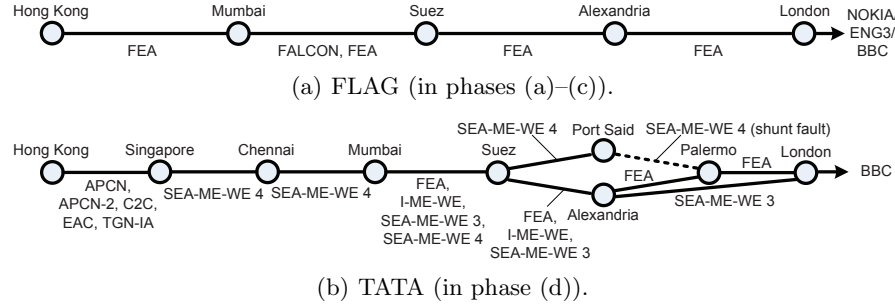 Hong Kong Mumbai Suez Alexandria London NOKIA/
ENG3/
BBC
FEA FALCON, FEA FEA FEA
(a) FLAG (in phases (a)–(c)).
SEA-ME-WE 4 Port Said SEA-ME-WE 4 (shunt fault)
Hong Kong Singapore Chennai Mumbai Suez Palermo London
FEA BBC
APCN,
APCN-2, C2C,
EAC, TGN-IA
SEA-ME-WE 4 SEA-ME-WE 4
FEA,
I-ME-WE,
SEA-ME-WE 3,
SEA-ME-WE 4
FEA
Alexandria
SEA-ME-WE 3
FEA,
I-ME-WE,
SEA-ME-WE 3
(b) TATA (in phase (d)).